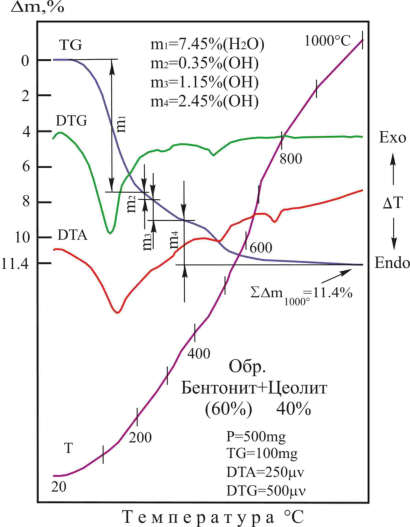 Δm,%
TG
1000°C
m₁=7.45%(H₂O)
m₂=0.35%(OH)
m₃=1.15%(OH)
m₄=2.45%(OH)
0
2
4
6
8
10
11.4
DTG
m₁
800
Exo
m₂
ΔT
m₃
m₄
DTA
600
Endo
ΣΔm₁₀₀₀°=11.4%
400
Обр.
Бентонит+Цеолит
(60%) 40%
200
P=500mg
TG=100mg
DTA=250μv
DTG=500μv
T
20
Температура °C